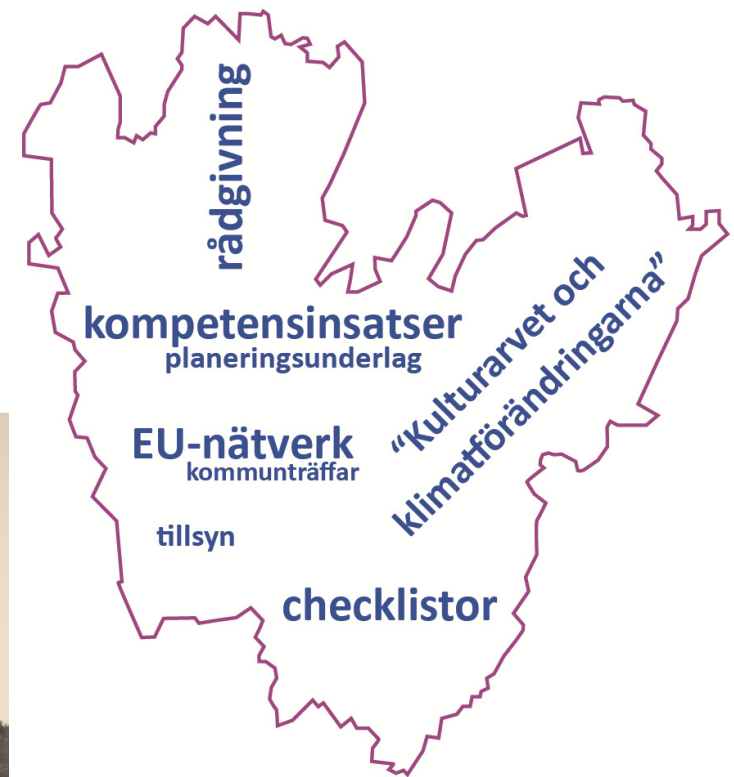 rådgivning
kompetensinsatser
planeringsunderlag
“Kulturarvet och
klimatförändringarna”
EU-nätverk
kommunträffar
tillsyn
checklistor